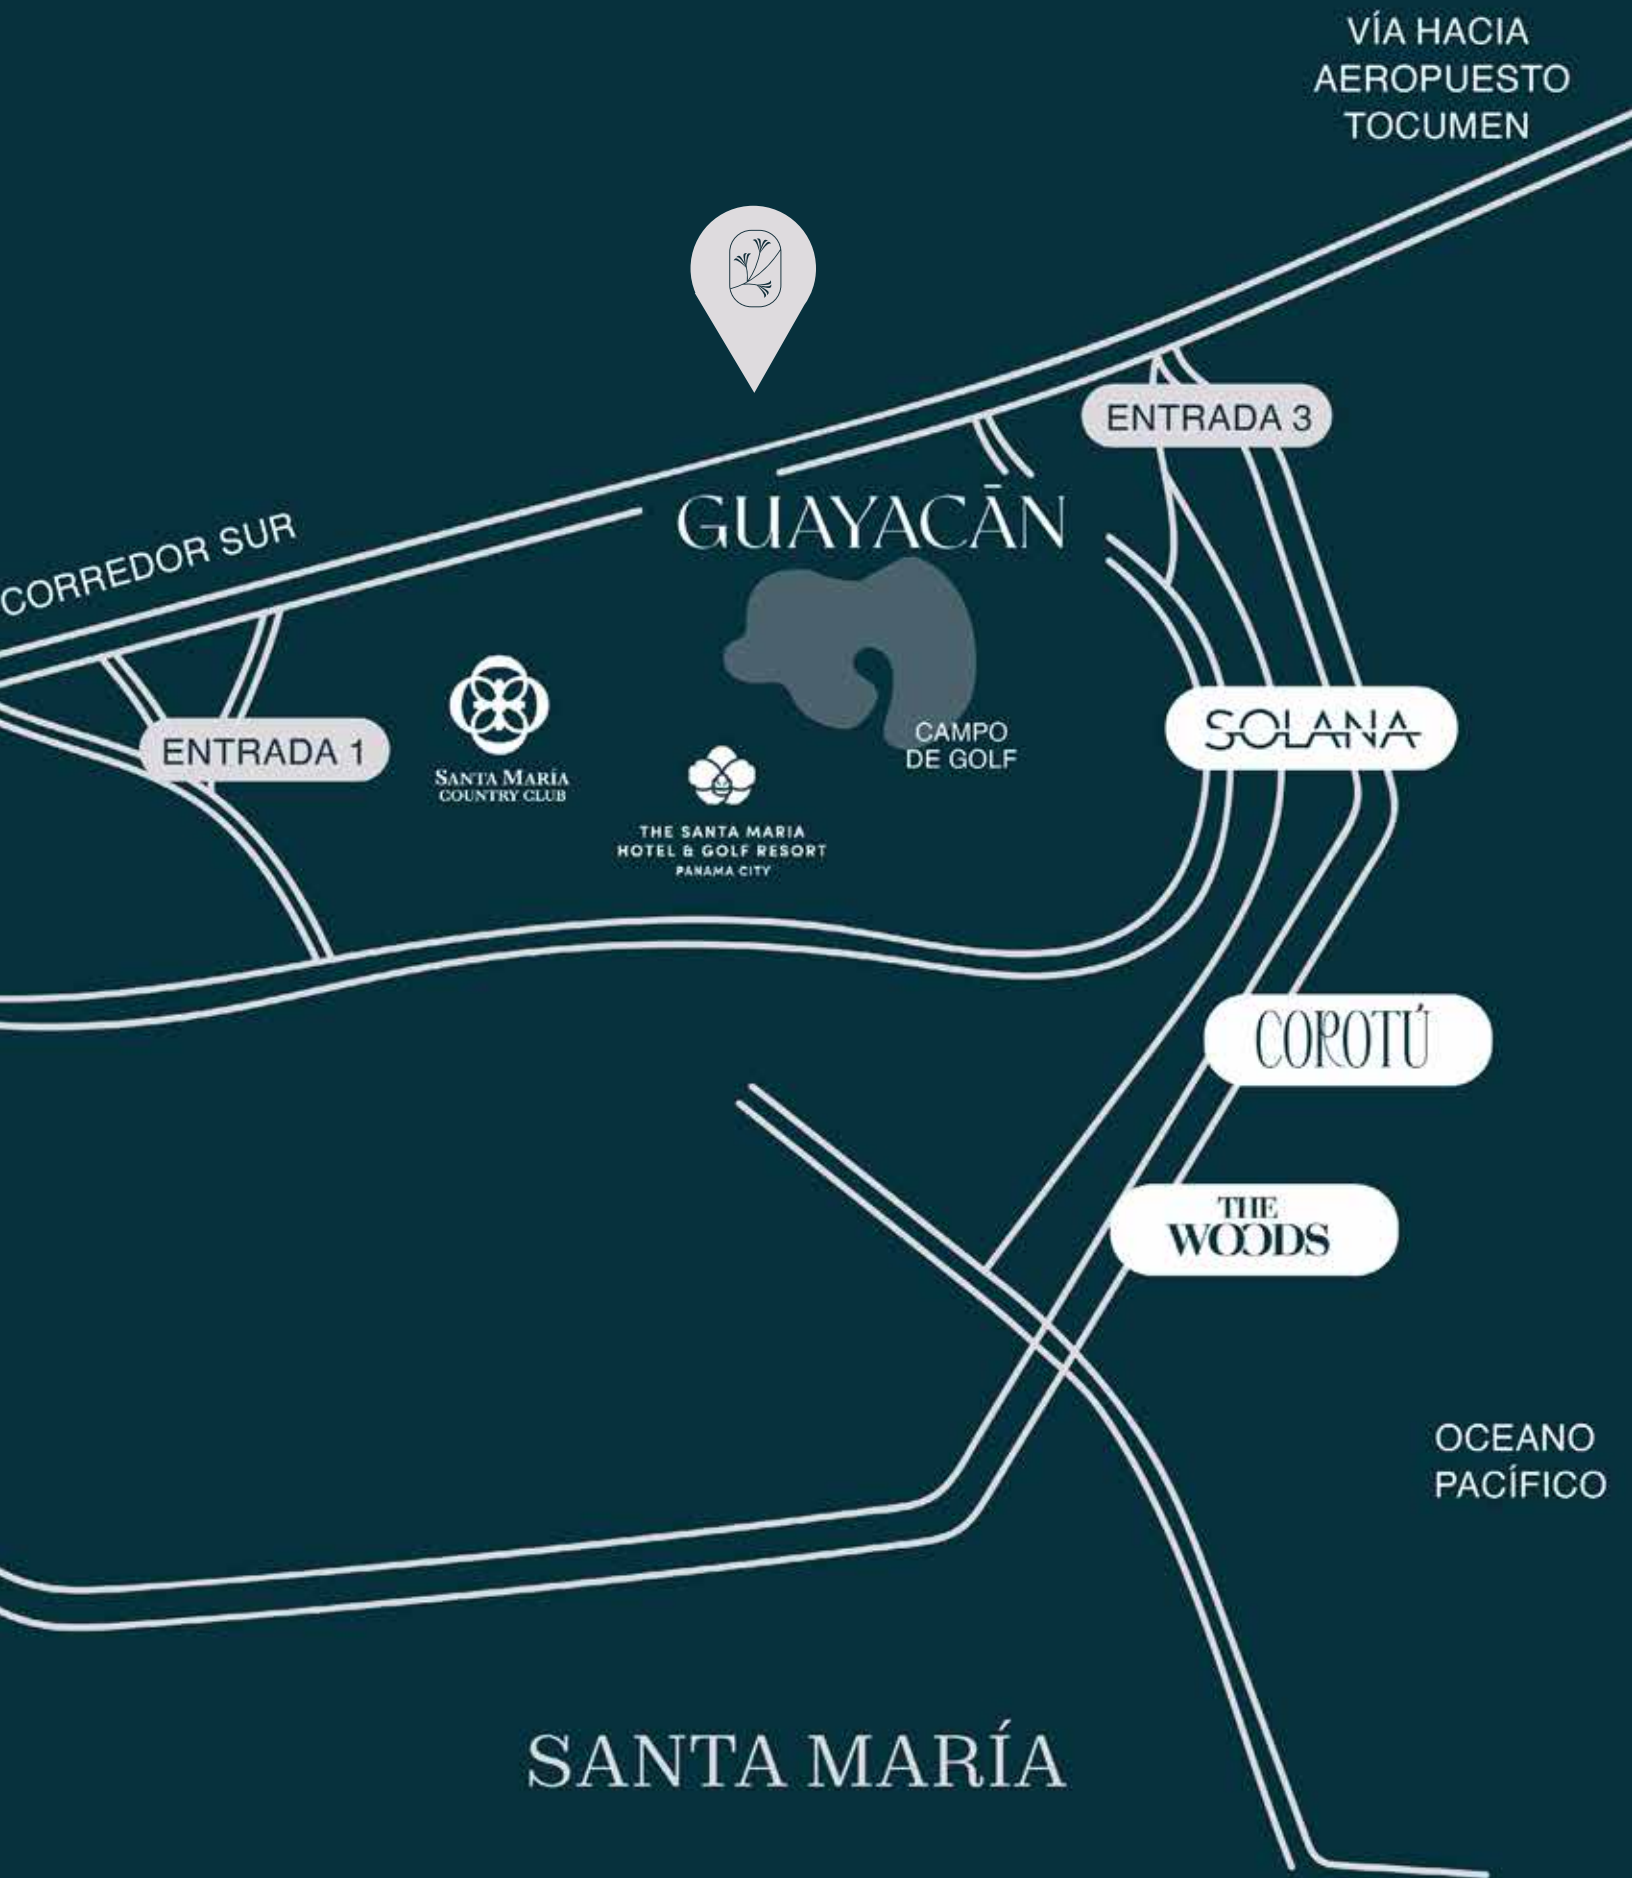 VÍA HACIA
AEROPUESTO
TOCUMEN
ENTRADA 3
GUAYACĀN
CORREDOR SUR
ENTRADA 1
SANTA MARÍA
COUNTRY CLUB
CAMPO
DE GOLF
SOLANA
THE SANTA MARIA
HOTEL & GOLF RESORT
PANAMA CITY
COROTÚ
THE
WOODS
OCEANO
PACÍFICO
SANTA MARÍA